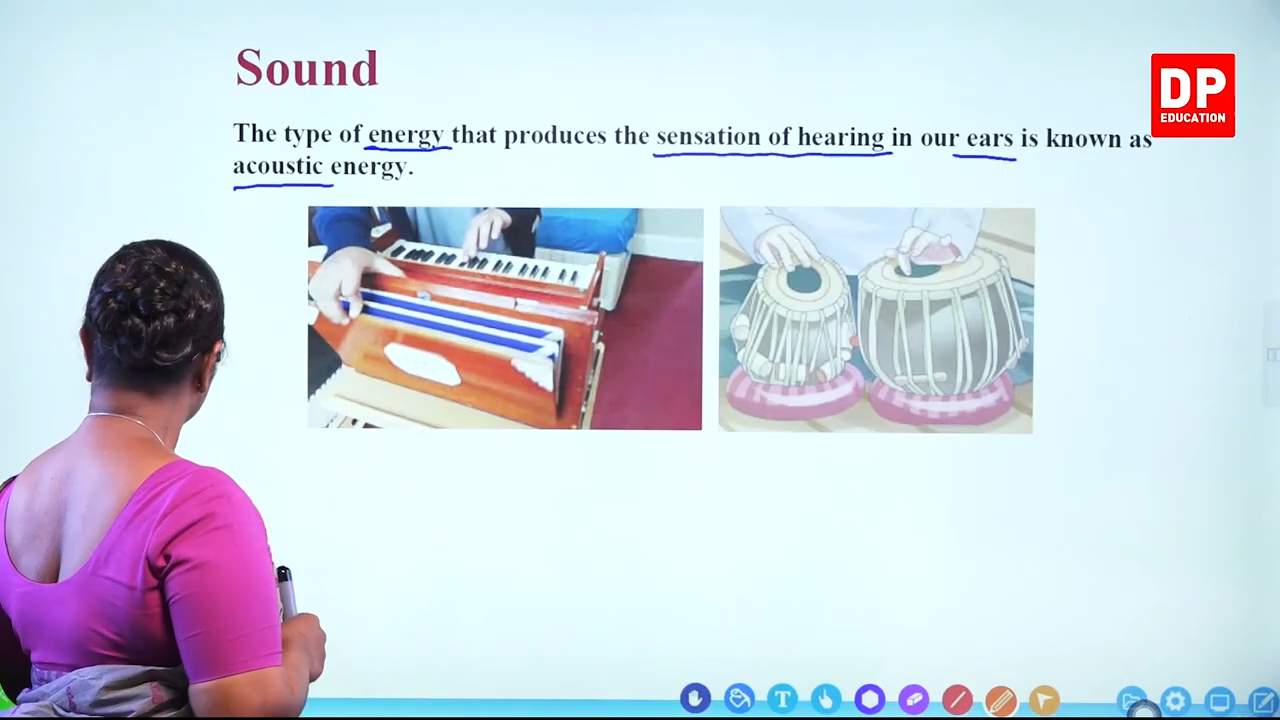 Sound
DP
EDUCATION
The type of energy that produces the sensation of hearing in our ears is known as
acoustic energy.
T